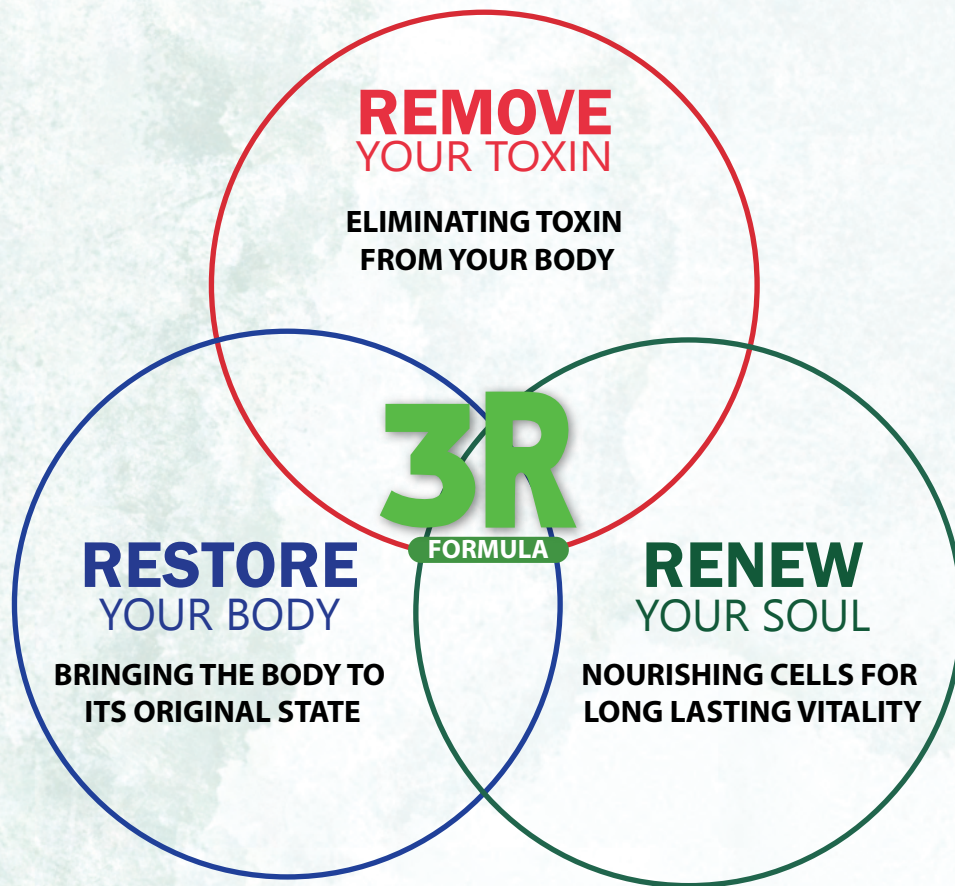 REMOVE
YOUR TOXIN
ELIMINATING TOXIN
FROM YOUR BODY
3R
FORMULA
RESTORE
YOUR BODY
BRINGING THE BODY TO
ITS ORIGINAL STATE
RENEW
YOUR SOUL
NOURISHING CELLS FOR
LONG LASTING VITALITY